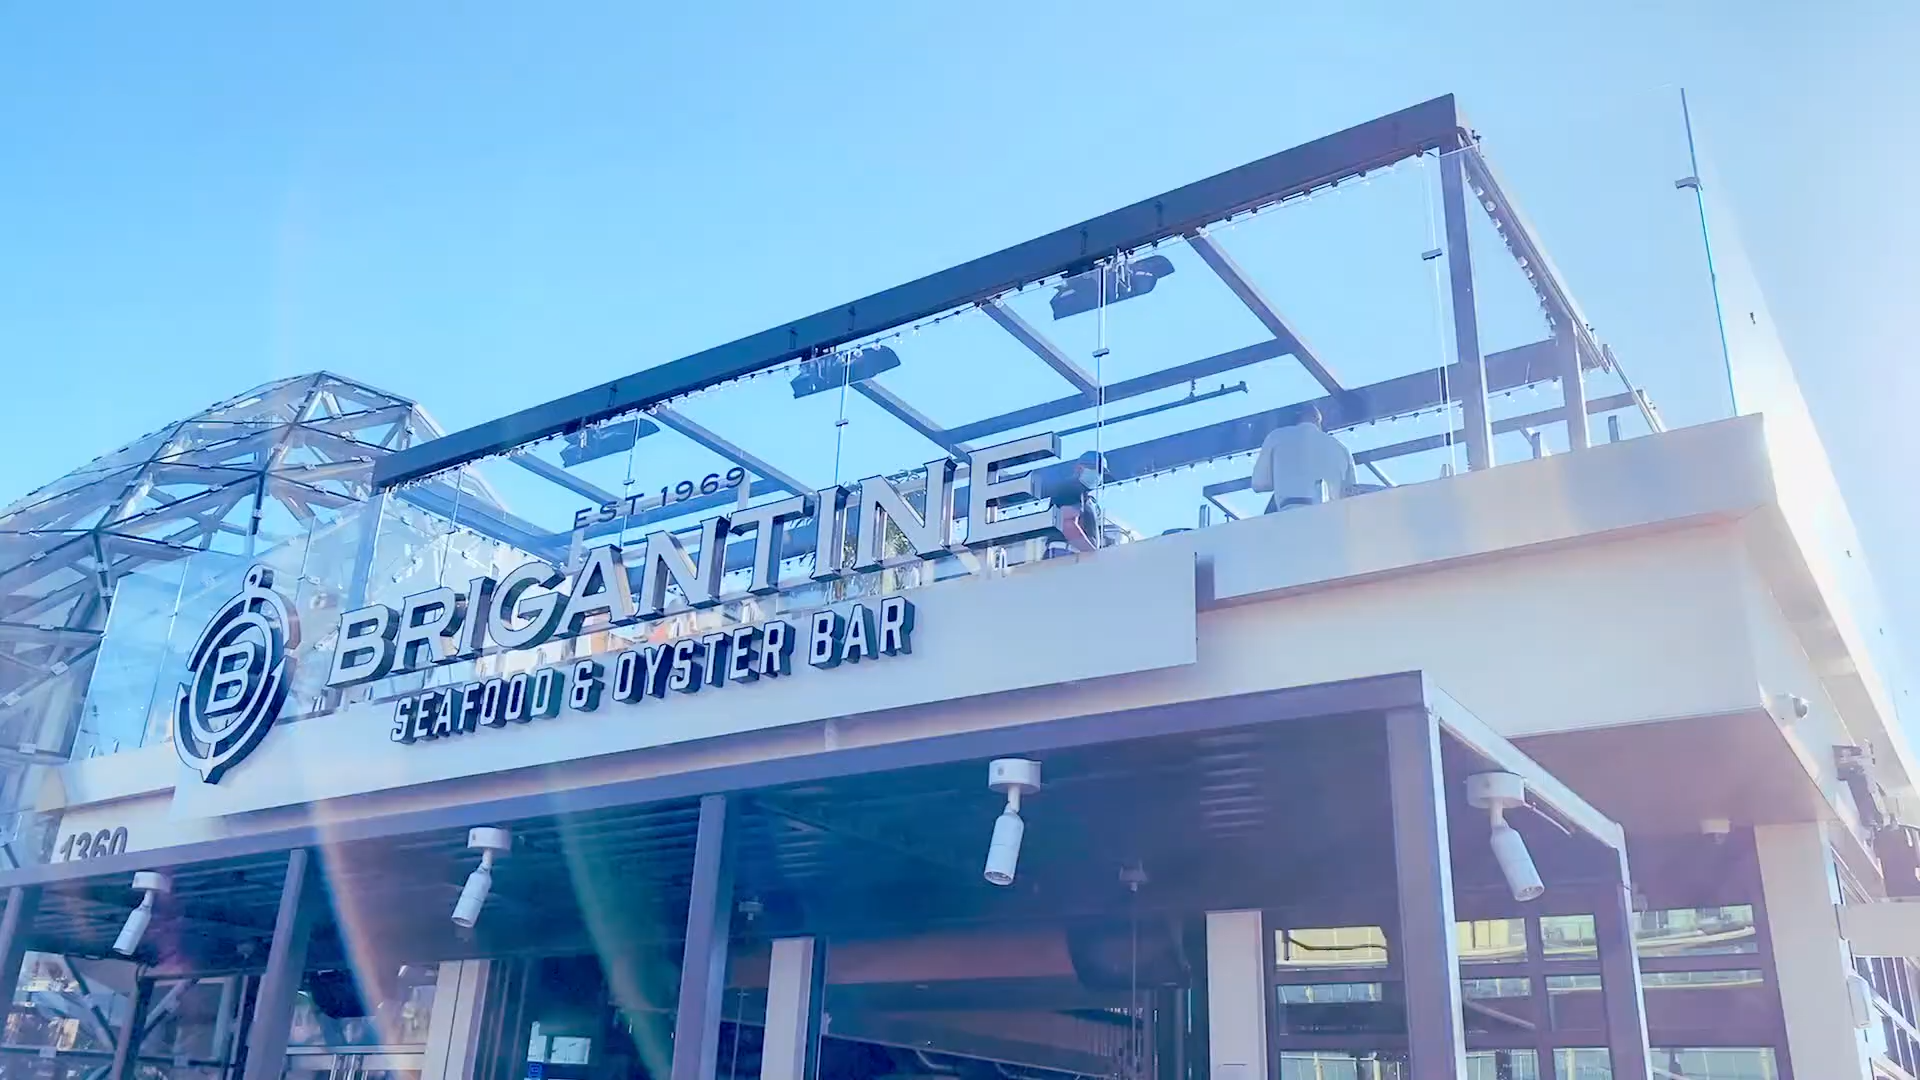 EST 1969
BRIGANTINE
B
SEAFOOD & OYSTER BAR
1360